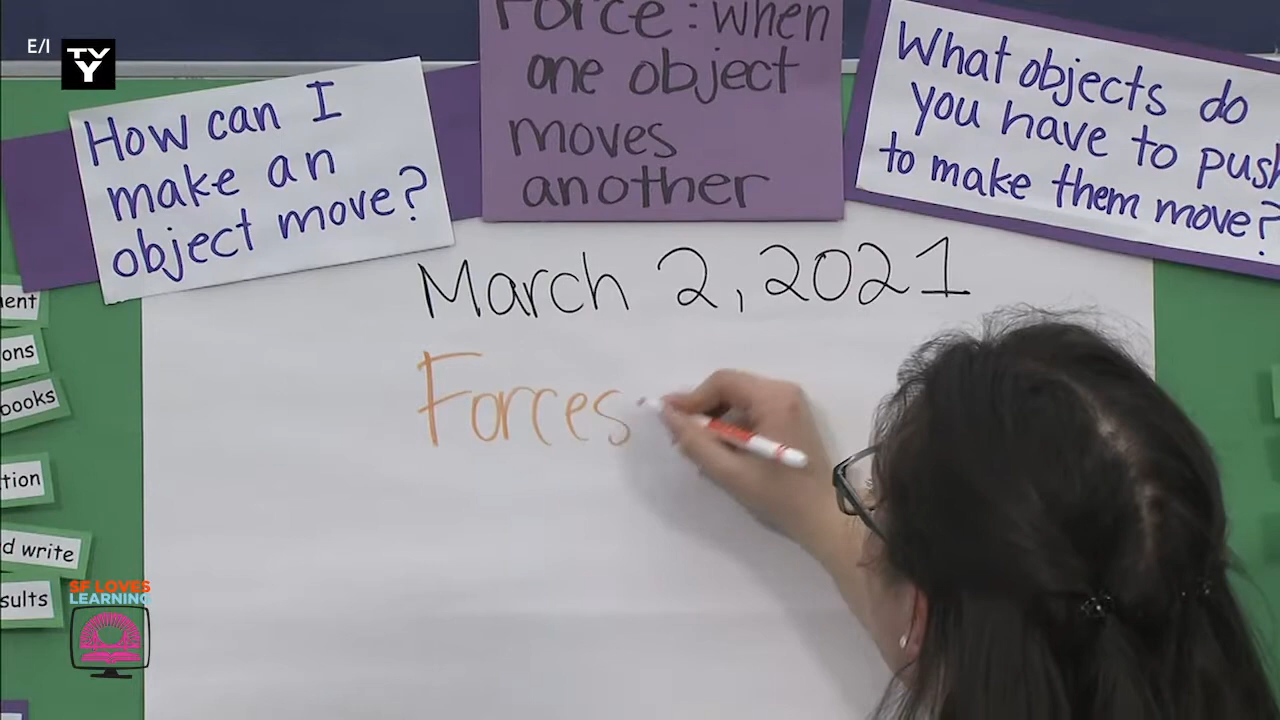 E/I
TV
Y
How can I
make an
object move?
Force: when
one object
moves
another
What objects do
you have to push
to make them move?
March 2, 2021
Forces
ent
ons
books
tion
d write
sults
SF LOVES
LEARNING